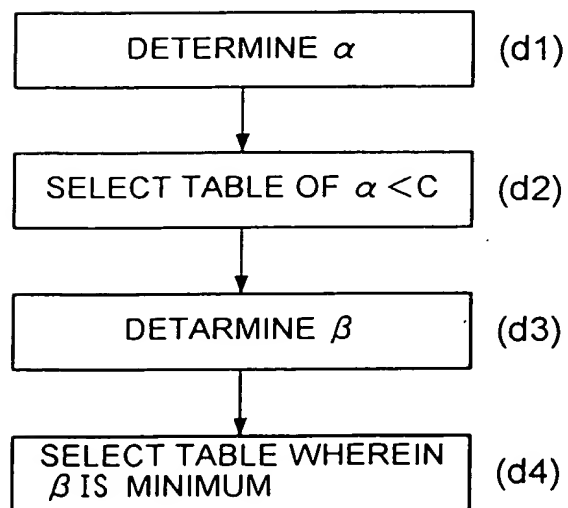 DETERMINE α (d1)
SELECT TABLE OF α<C (d2)
DETARMINE β (d3)
SELECT TABLE WHEREIN
β IS MINIMUM (d4)